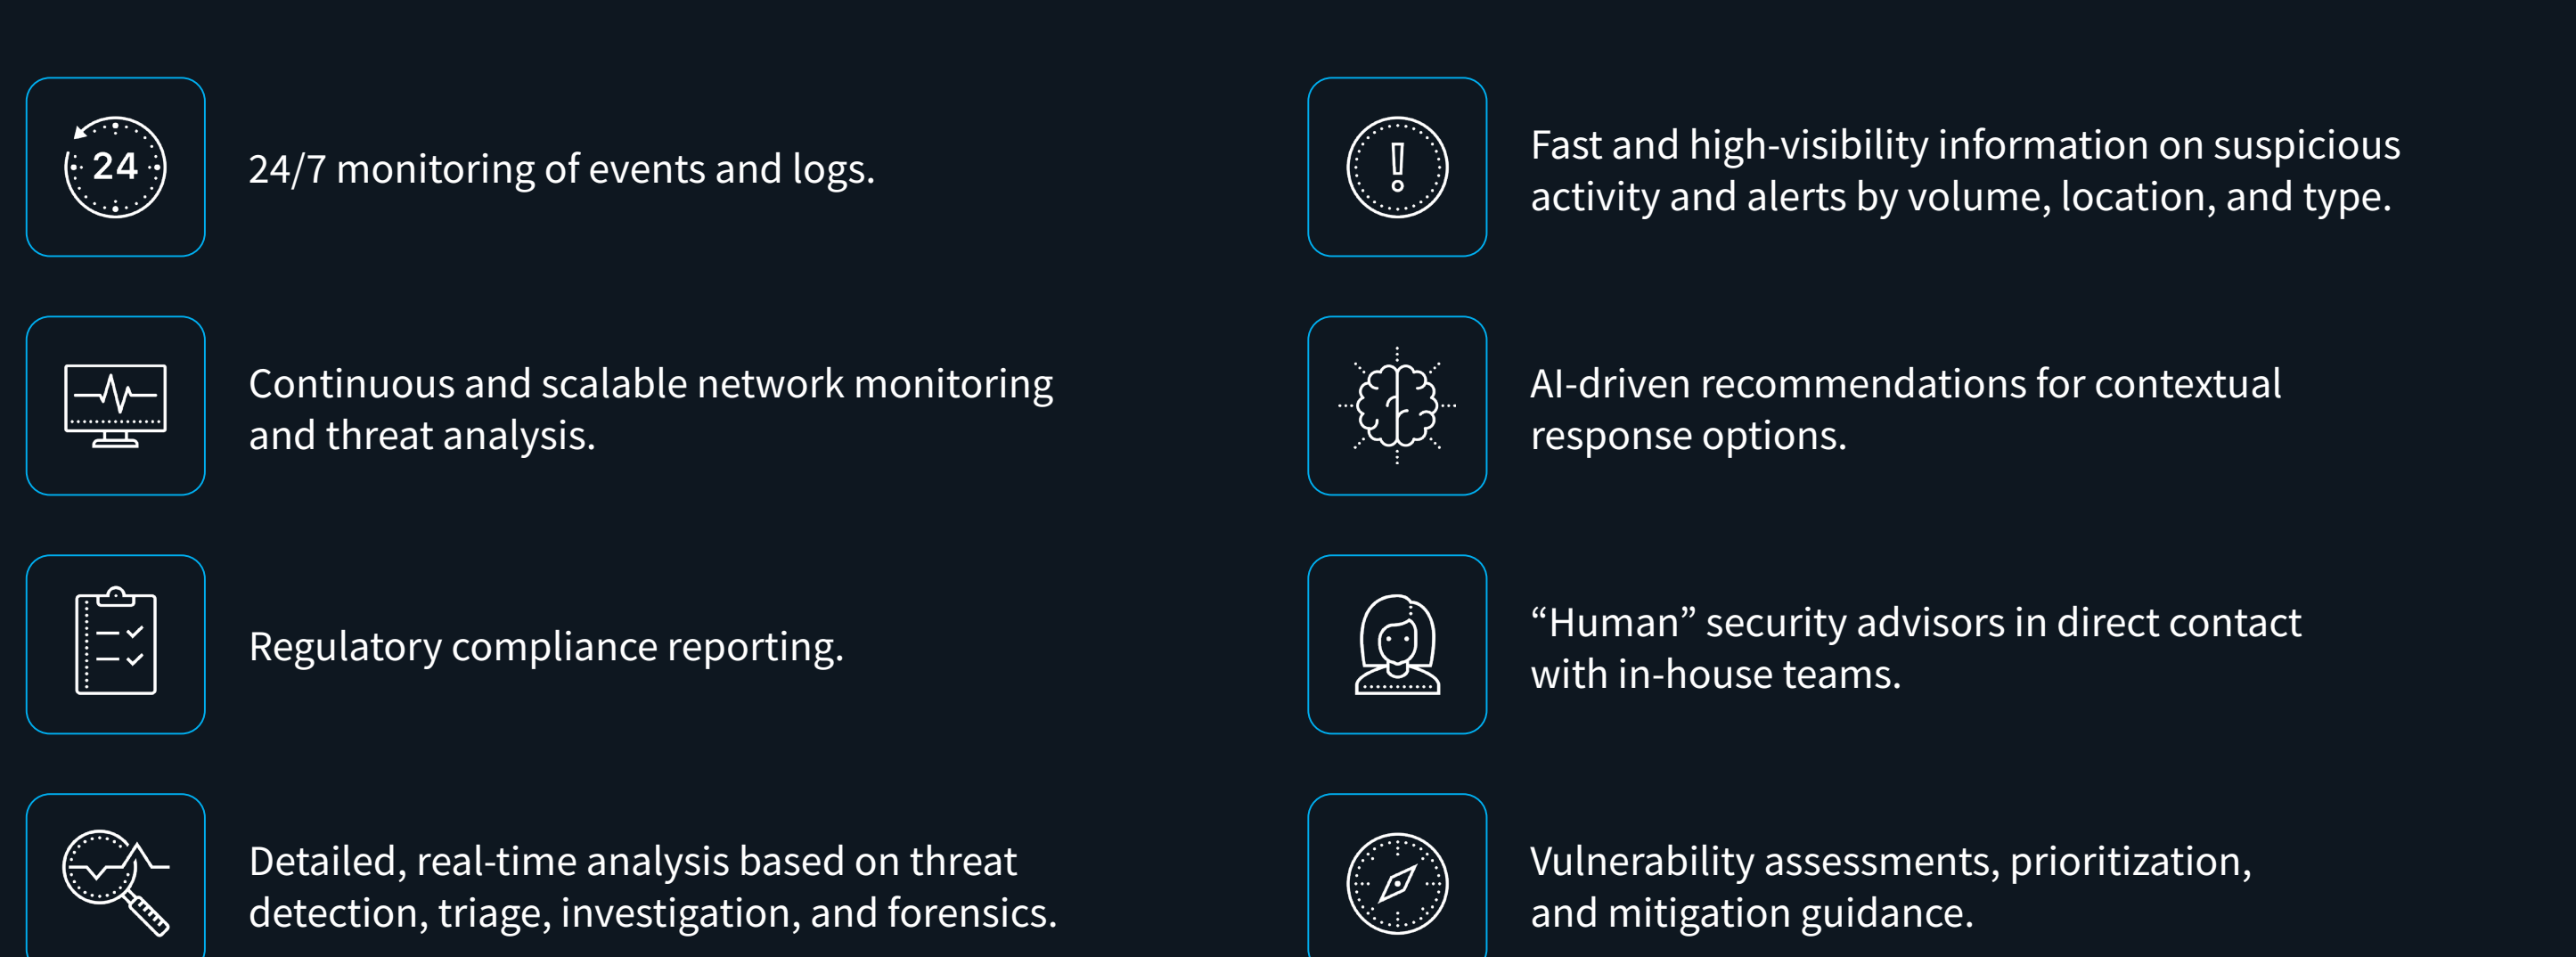 24
24/7 monitoring of events and logs.
Continuous and scalable network monitoring
and threat analysis.
Regulatory compliance reporting.
Detailed, real-time analysis based on threat
detection, triage, investigation, and forensics.
!
Fast and high-visibility information on suspicious
activity and alerts by volume, location, and type.
AI-driven recommendations for contextual
response options.
“Human” security advisors in direct contact
with in-house teams.
Vulnerability assessments, prioritization,
and mitigation guidance.